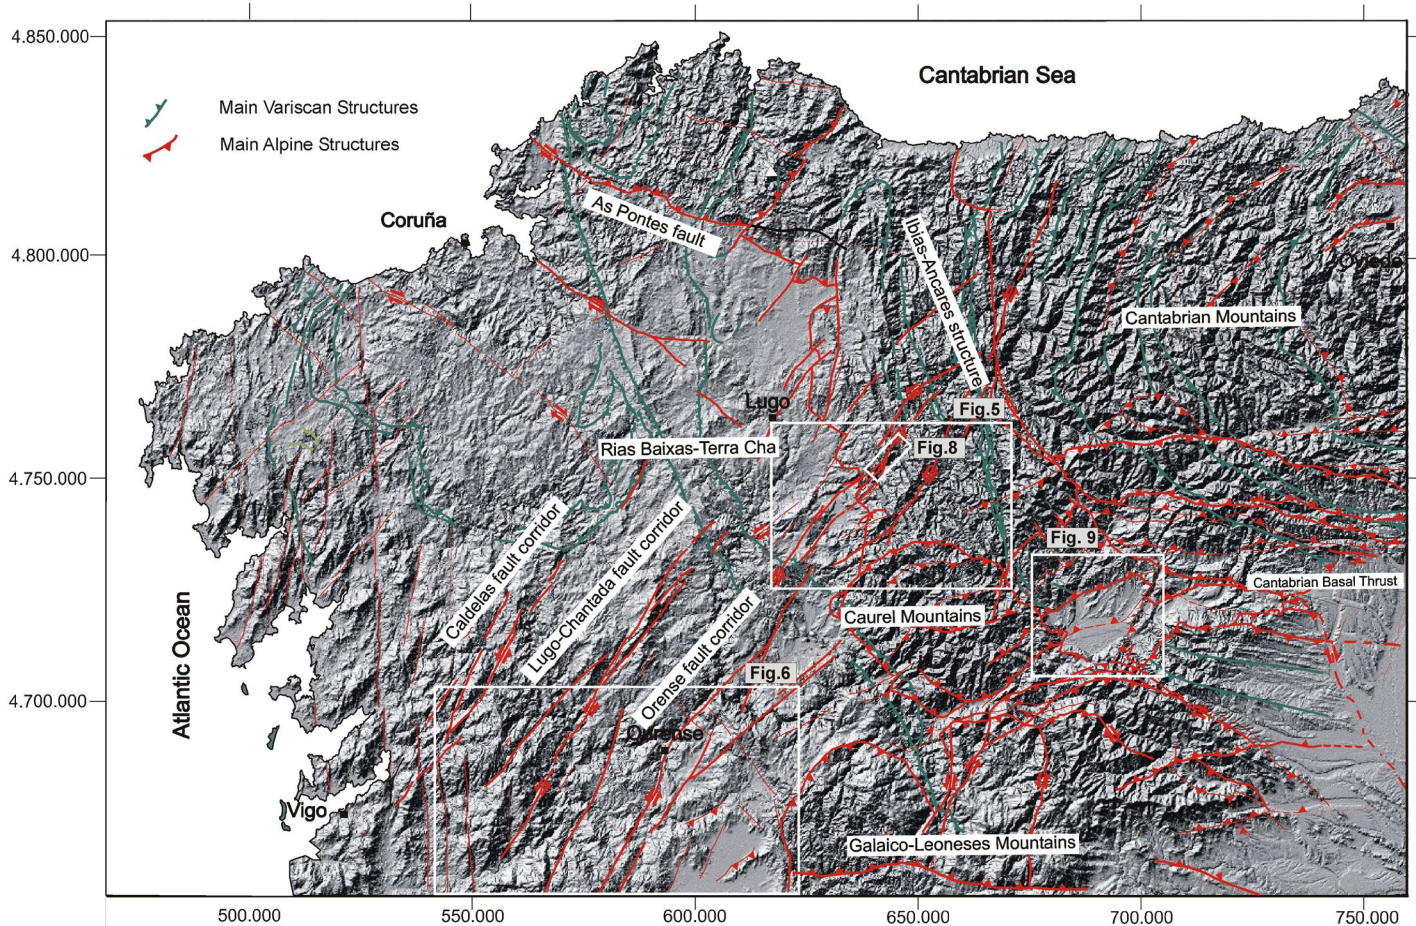 4.850.000
Cantabrian Sea
Main Variscan Structures
Main Alpine Structures
As Pontes fault
Coruña
4.800.000
Oviedo
Ibias-Ancares structure
Cantabrian Mountains
Lugo
Fig.5
Rias Baixas-Terra Cha
Fig.8
4.750.000
Fig. 9
Caldelas fault corridor
Lugo-Chantada fault corridor
Orense fault corridor
Cantabrian Basal Thrust
Caurel Mountains
Atlantic Ocean
Fig.6
4.700.000
Ourense
Vigo
Galaico-Leoneses Mountains
500.000
550.000
600.000
650.000
700.000
750.000